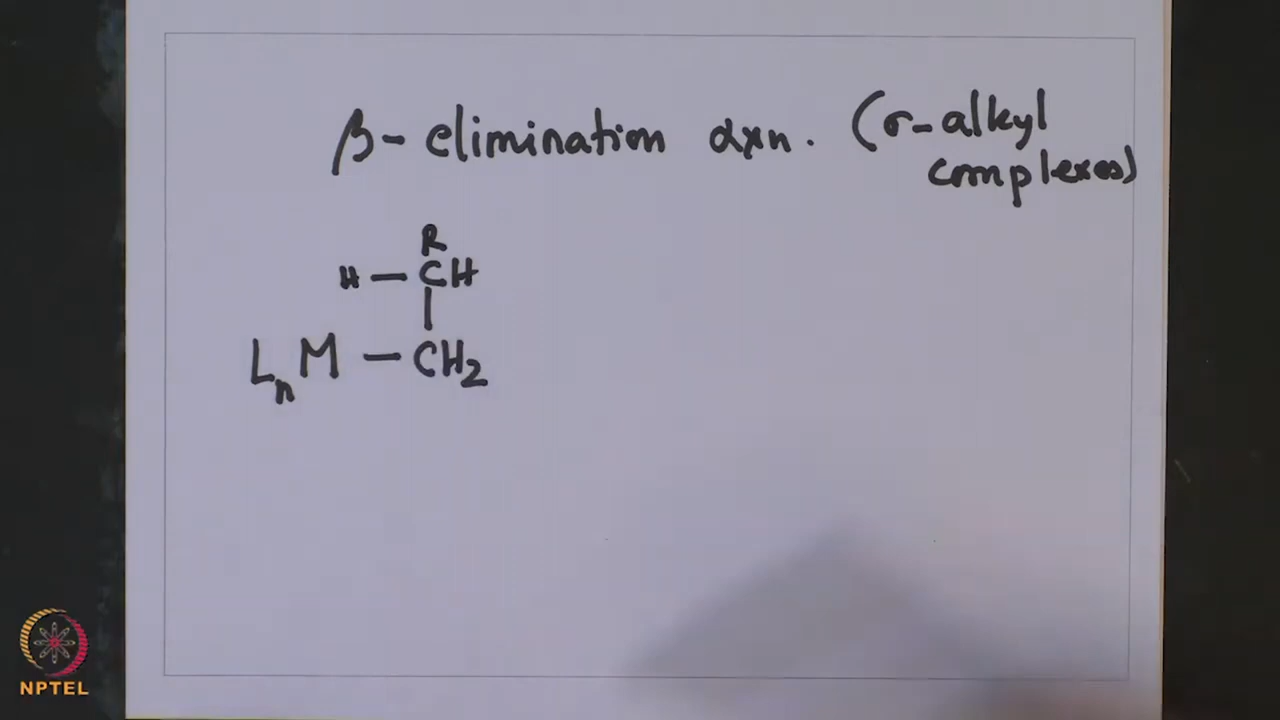 β- elimination rxn. (σ-alkyl
complexes)
R
H — CH
|
LₙM — CH₂
NPTEL